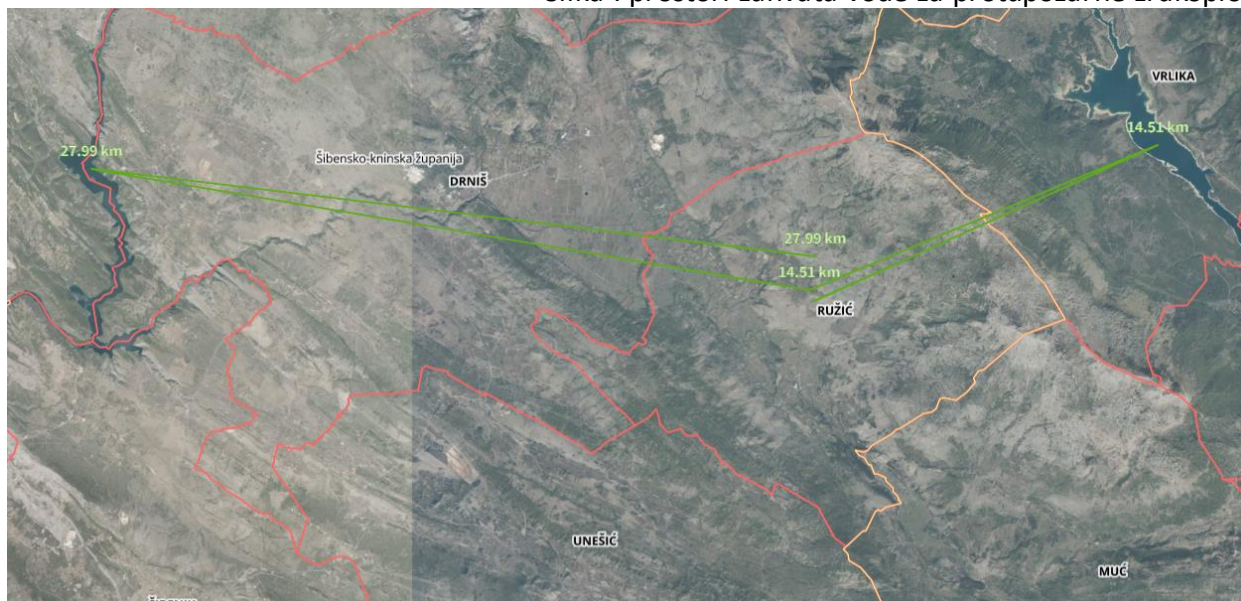 VRLIKA
14.51 km
27.99 km
Šibensko-kninska županija
DRNIŠ
27.99 km
14.51 km
RUŽIĆ
UNEŠIĆ
MUĆ